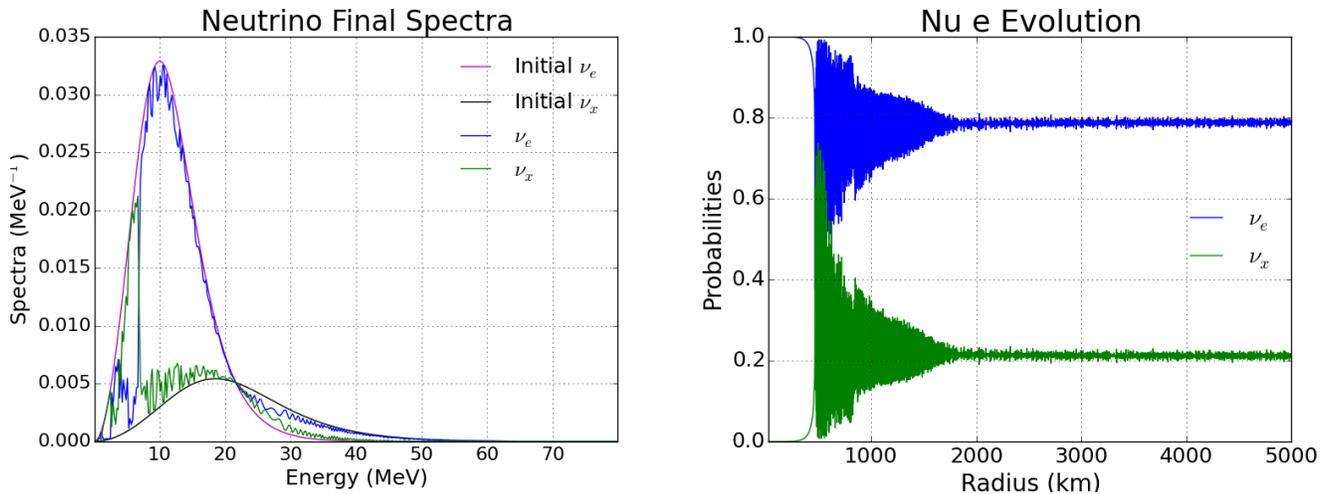 Neutrino Final Spectra
Spectra (MeV⁻¹)
0.035
0.030
0.025
0.020
0.015
0.010
0.005
0.000
10 20 30 40 50 60 70
Energy (MeV)
Initial νₑ
Initial νₓ
νₑ
νₓ
Nu e Evolution
Probabilities
1.0
0.8
0.6
0.4
0.2
0.0
1000 2000 3000 4000 5000
Radius (km)
νₑ
νₓ